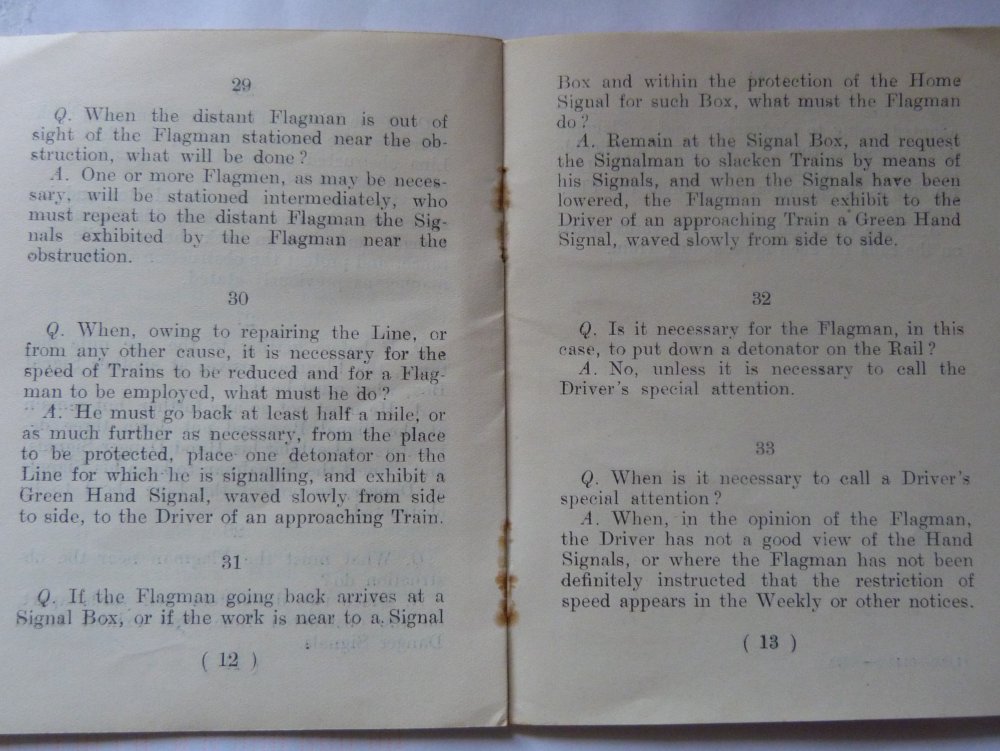 29
Q. When the distant Flagman is out of
sight of the Flagman stationed near the ob-
struction, what will be done?
A. One or more Flagmen, as may be neces-
sary, will be stationed intermediately, who
must repeat to the distant Flagman the Sig-
nals exhibited by the Flagman near the
obstruction.
30
Q. When, owing to repairing the Line, or
from any other cause, it is necessary for the
speed of Trains to be reduced and for a Flag-
man to be employed, what must he do?
A. He must go back at least half a mile, or
as much further as necessary, from the place
to be protected, place one detonator on the
Line for which he is signalling, and exhibit a
Green Hand Signal, waved slowly from side
to side, to the Driver of an approaching Train.
31
Q. If the Flagman going back arrives at a
Signal Box, or if the work is near to a Signal
( 12 )
Box and within the protection of the Home
Signal for such Box, what must the Flagman
do?
A. Remain at the Signal Box, and request
the Signalman to slacken Trains by means of
his Signals, and when the Signals have been
lowered, the Flagman must exhibit to the
Driver of an approaching Train a Green Hand
Signal, waved slowly from side to side.
32
Q. Is it necessary for the Flagman, in this
case, to put down a detonator on the Rail?
A. No, unless it is necessary to call the
Driver's special attention.
33
Q. When is it necessary to call a Driver's
special attention?
A. When, in the opinion of the Flagman,
the Driver has not a good view of the Hand
Signals, or where the Flagman has not been
definitely instructed that the restriction of
speed appears in the Weekly or other notices.
( 13 )